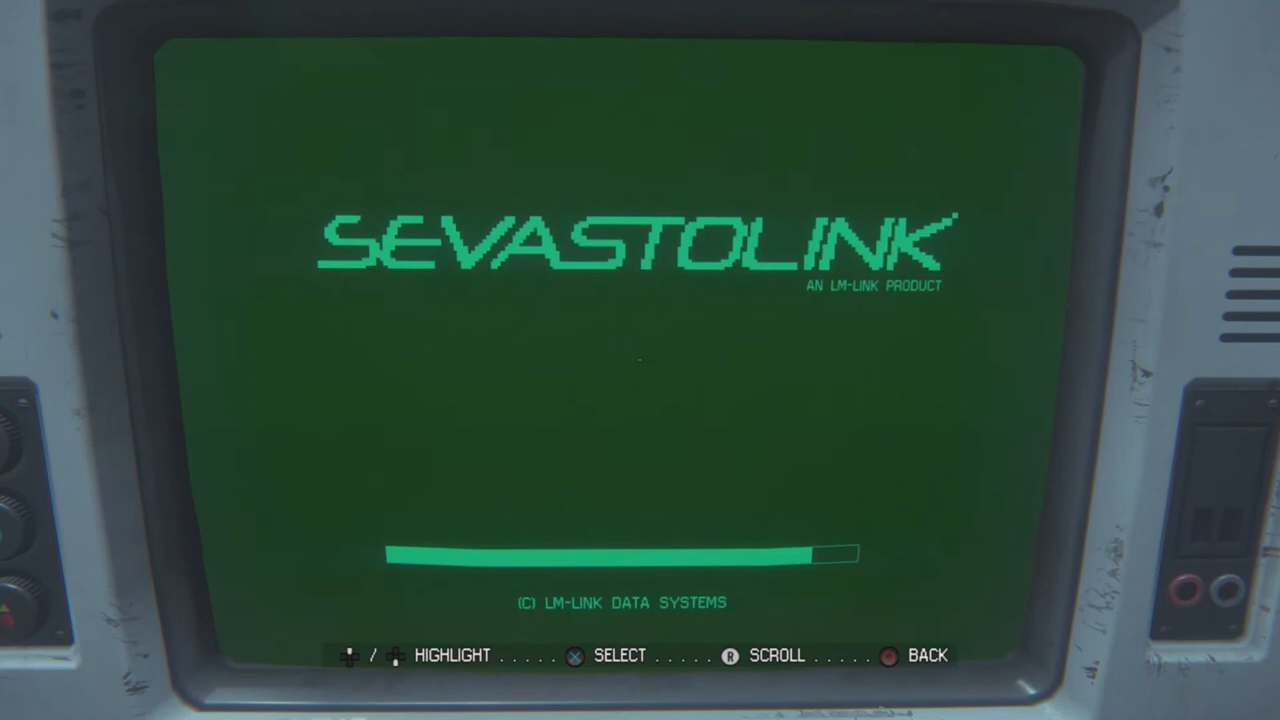 SEVASTOLINK
AN LM-LINK PRODUCT
(C) LM-LINK DATA SYSTEMS
/ HIGHLIGHT ..... SELECT ..... R SCROLL ..... BACK